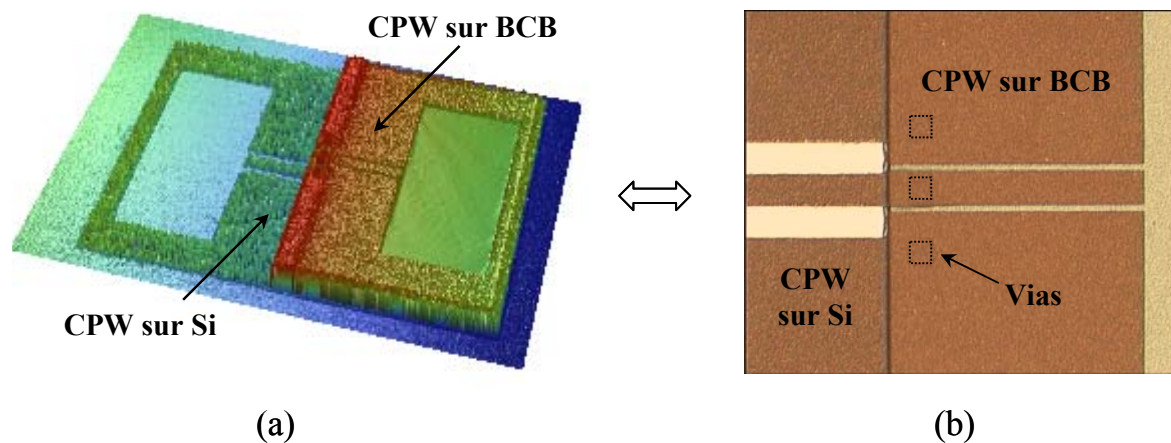 CPW sur BCB
CPW sur Si
(a)
CPW sur BCB
CPW
sur Si
Vias
(b)